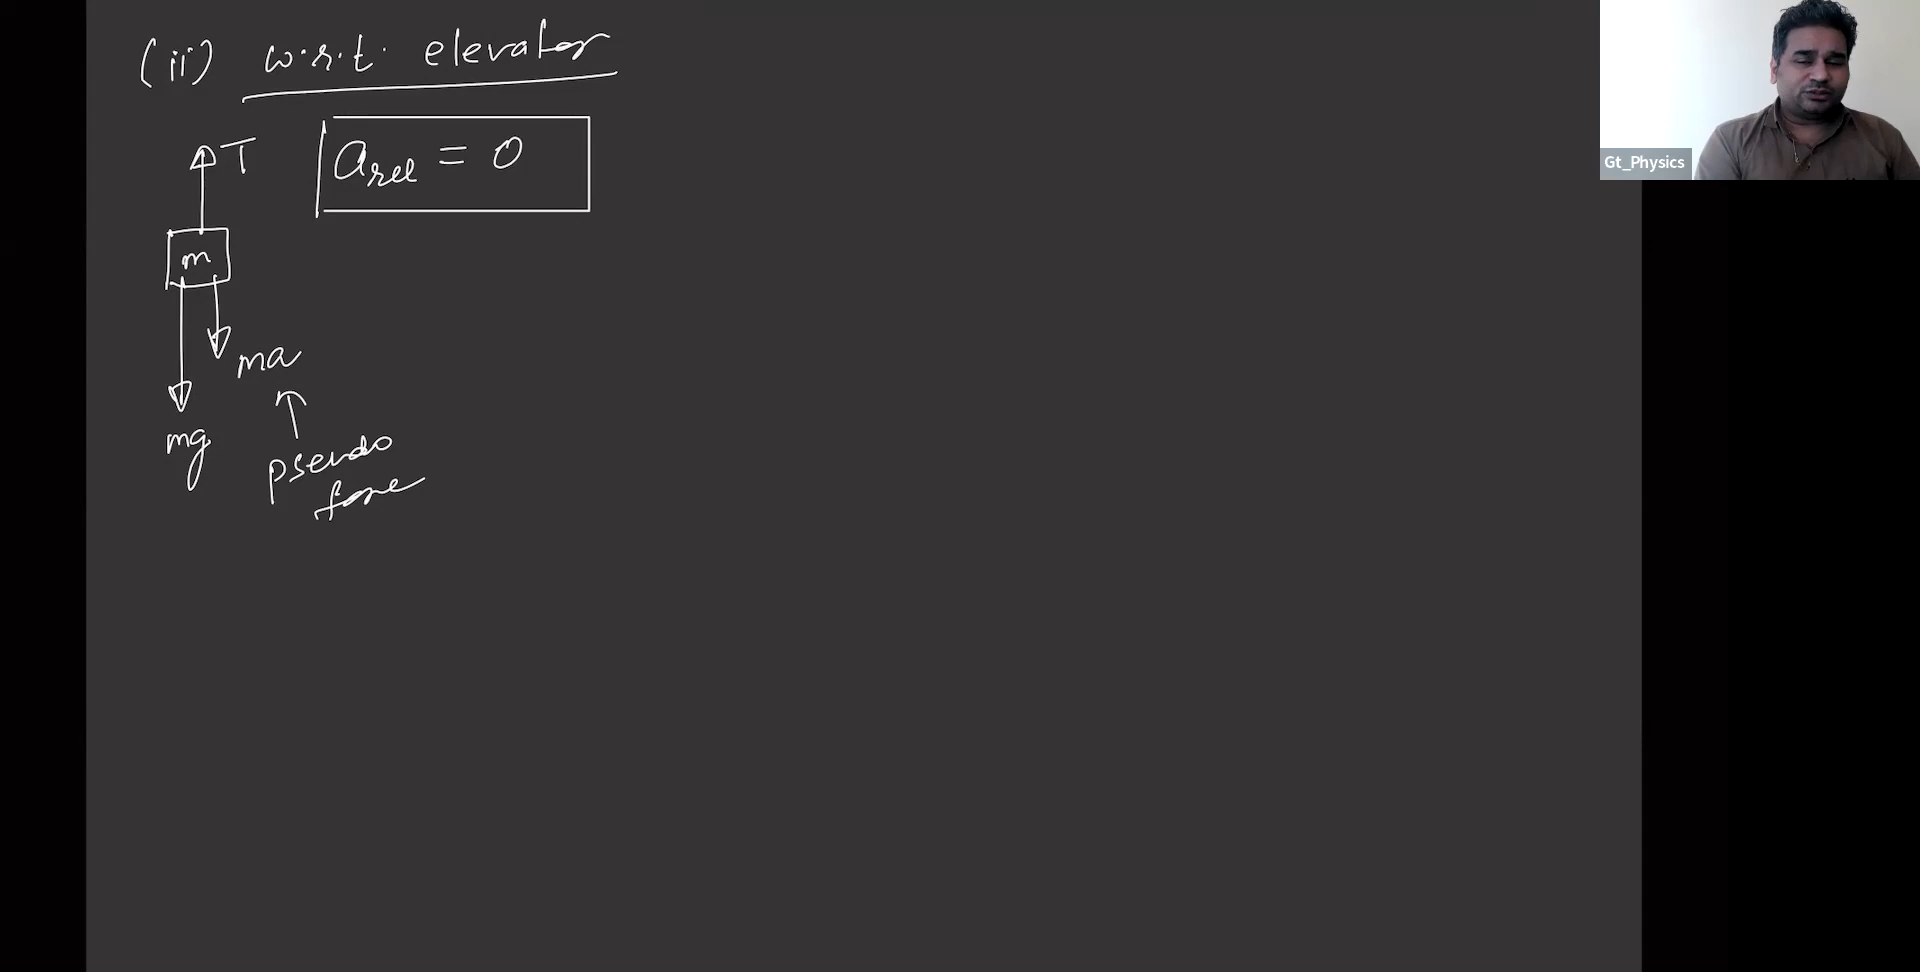 (ii) w.r.t. elevator
T
a_rel = 0
m
ma
mg
pseudo
force
Gt_Physics